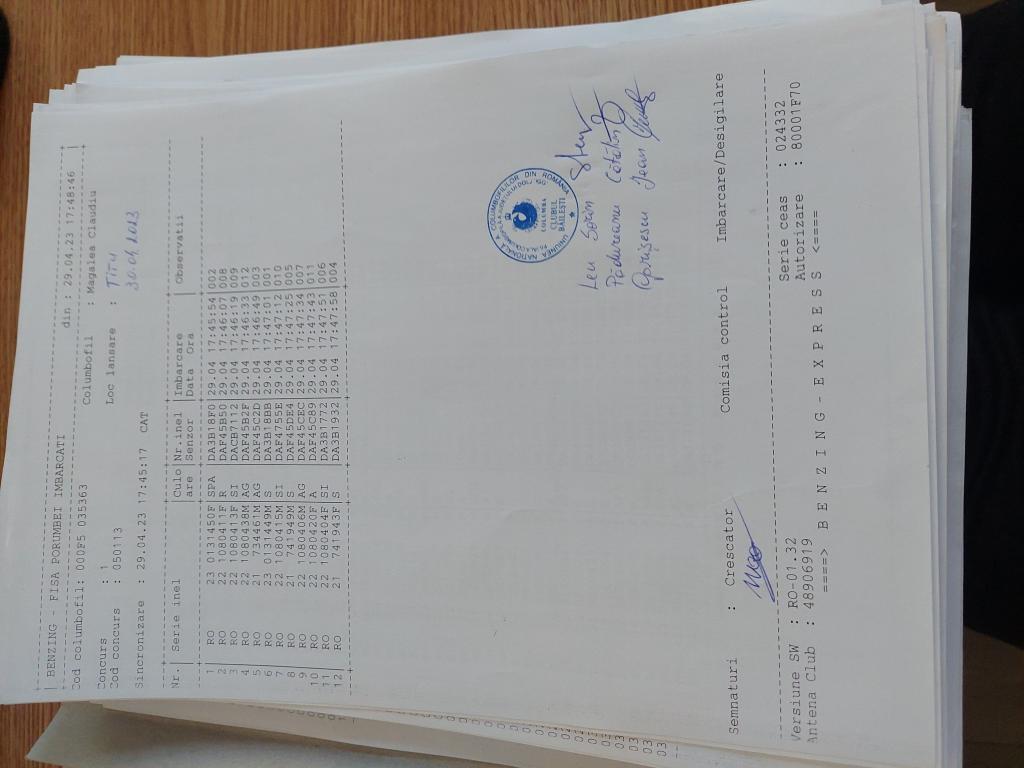 BENZING - FISA PORUMBEI IMBARCATI
din : 29.04.23 17:48:46
Cod columbofil: 000F5 035363 Columbofil : Magalea Claudiu
Concurs : 1 Loc lansare : TITU
Cod concurs : 050113 30.04.2023
Sincronizare : 29.04.23 17:45:17 CAT
Nr. Serie inel Culoare Nr.inel Senzor Imbarcare Data Ora Observatii
1 RO 23 0131450F SPA DA3B18F0 29.04 17:45:54 002
2 RO 22 1080411F R DAF45B50 29.04 17:46:07 008
3 RO 22 1080413F SI DACB7112 29.04 17:46:19 009
4 RO 22 1080438M AG DAF45B2F 29.04 17:46:33 012
5 RO 21 734461M AG DAF45C2D 29.04 17:46:49 003
6 RO 23 0131449M S DA3B18BB 29.04 17:47:01 001
7 RO 22 1080415M SI DAF4755E 29.04 17:47:12 010
8 RO 21 741949M S DAF45DE4 29.04 17:47:25 005
9 RO 22 1080406M AG DAF45CEC 29.04 17:47:34 007
10 RO 22 1080420F A DAF45C89 29.04 17:47:43 011
11 RO 22 1080404F SI DA3B1772 29.04 17:47:51 006
12 RO 21 741943F S DA3B1932 29.04 17:47:58 004
UNIUNEA NATIONALA A COLUMBOFILILOR DIN ROMANIA
COLUMBA
CLUBUL
BĂILEŞTI
Leu Sorin
Pădureanu Cătălin
Oprişescu Jean
Semnaturi : Crescator Comisia control Imbarcare/Desigilare
Versiune SW : RO-01.32 Serie ceas : 024332
Antena Club : 48906919 Autorizare : 80001F70
====> B E N Z I N G - E X P R E S S <====